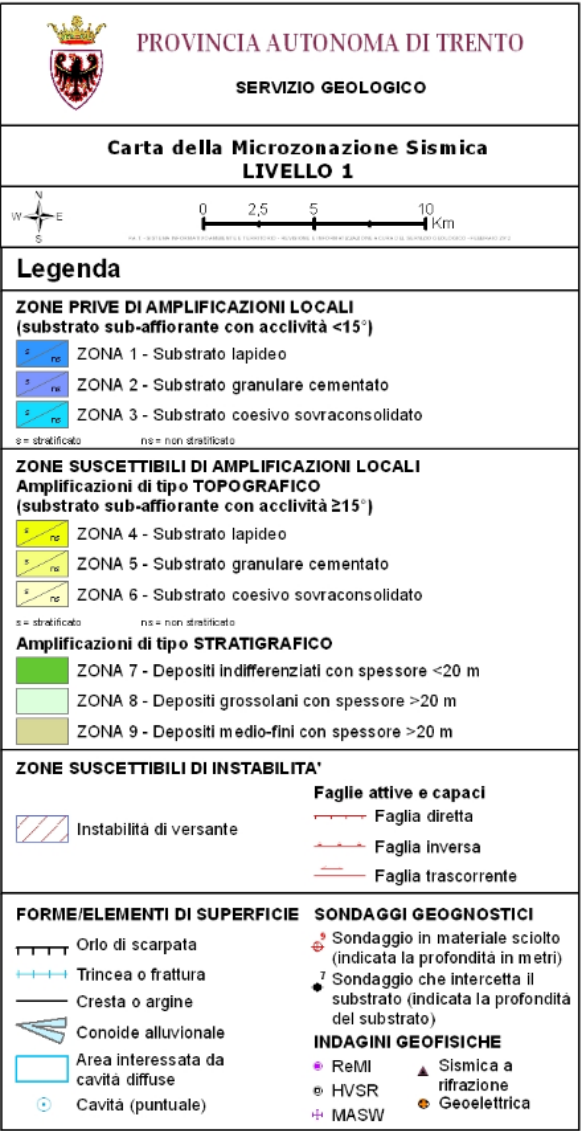 PROVINCIA AUTONOMA DI TRENTO
SERVIZIO GEOLOGICO
Carta della Microzonazione Sismica
LIVELLO 1
N
W E
S
0 2,5 5 10
Km
Legenda
ZONE PRIVE DI AMPLIFICAZIONI LOCALI
(substrato sub-affiorante con acclività <15°)
s ns ZONA 1 - Substrato lapideo
s ns ZONA 2 - Substrato granulare cementato
s ns ZONA 3 - Substrato coesivo sovraconsolidato
s = stratificato ns = non stratificato
ZONE SUSCETTIBILI DI AMPLIFICAZIONI LOCALI
Amplificazioni di tipo TOPOGRAFICO
(substrato sub-affiorante con acclività ≥15°)
s ns ZONA 4 - Substrato lapideo
s ns ZONA 5 - Substrato granulare cementato
s ns ZONA 6 - Substrato coesivo sovraconsolidato
s = stratificato ns = non stratificato
Amplificazioni di tipo STRATIGRAFICO
ZONA 7 - Depositi indifferenziati con spessore <20 m
ZONA 8 - Depositi grossolani con spessore >20 m
ZONA 9 - Depositi medio-fini con spessore >20 m
ZONE SUSCETTIBILI DI INSTABILITA'
Instabilità di versante
Faglie attive e capaci
Faglia diretta
Faglia inversa
Faglia trascorrente
FORME/ELEMENTI DI SUPERFICIE
Orlo di scarpata
Trincea o frattura
Cresta o argine
Conoide alluvionale
Area interessata da
cavità diffuse
Cavità (puntuale)
SONDAGGI GEOGNOSTICI
9 Sondaggio in materiale sciolto
(indicata la profondità in metri)
7 Sondaggio che intercetta il
substrato (indicata la profondità
del substrato)
INDAGINI GEOFISICHE
ReMI
HVSR
MASW
Sismica a
rifrazione
Geoelettrica